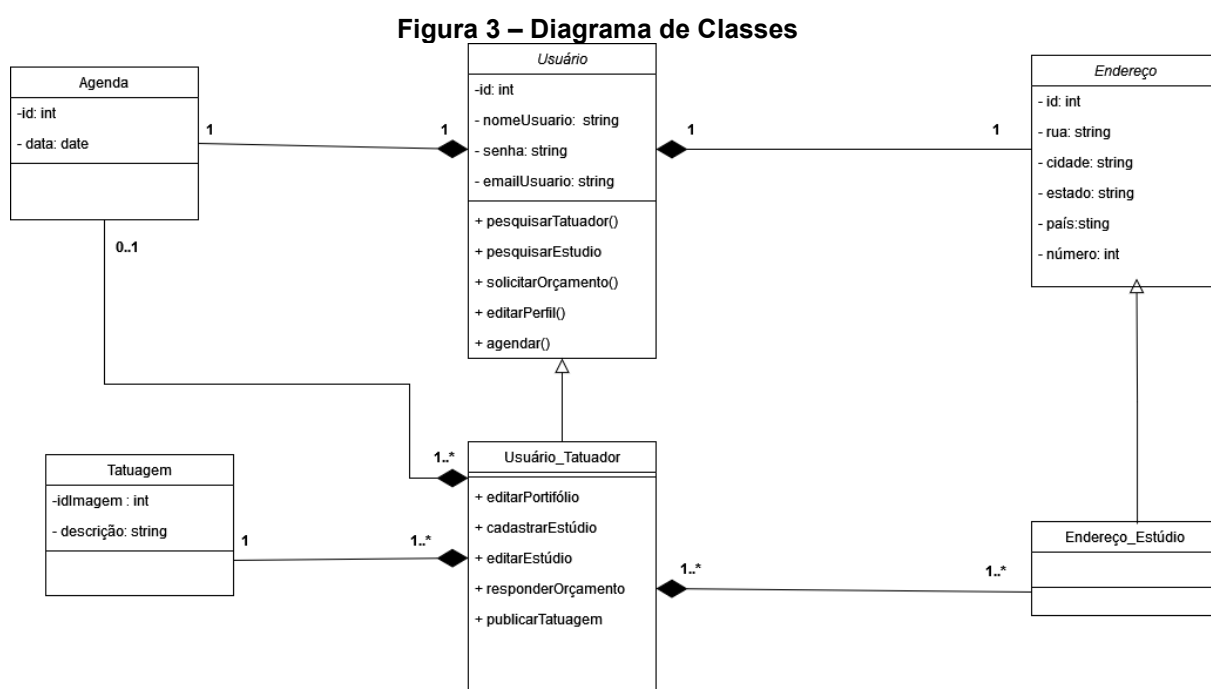 Figura 3 – Diagrama de Classes
Agenda
-id: int
- data: date
1
1
0..1
Usuário
-id: int
- nomeUsuario: string
- senha: string
- emailUsuario: string
+ pesquisarTatuador()
+ pesquisarEstudio
+ solicitarOrçamento()
+ editarPerfil()
+ agendar()
1
1
Endereço
- id: int
- rua: string
- cidade: string
- estado: string
- país:sting
- número: int
Tatuagem
-idImagem : int
- descrição: string
1
1..*
1..*
Usuário_Tatuador
+ editarPortifólio
+ cadastrarEstúdio
+ editarEstúdio
+ responderOrçamento
+ publicarTatuagem
1..*
1..*
Endereço_Estúdio